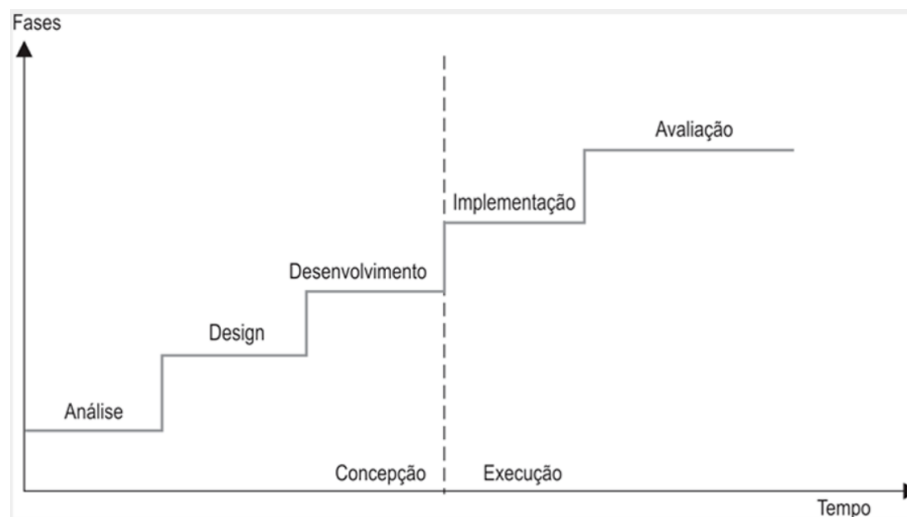 Fases
Avaliação
Implementação
Desenvolvimento
Design
Análise
Concepção
Execução
Tempo